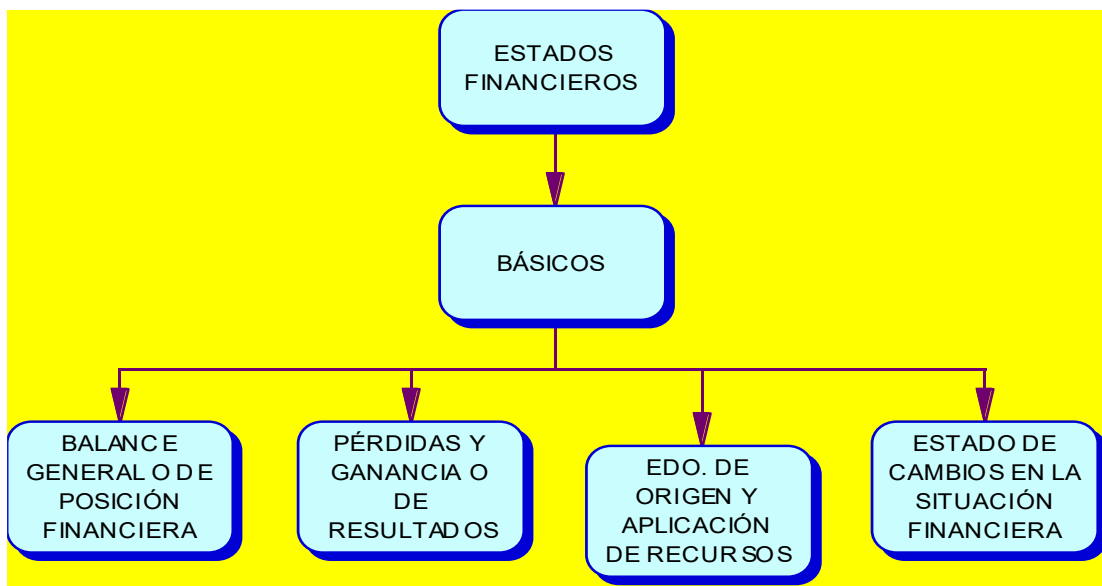 ESTADOS
FINANCIEROS
BÁSICOS
BALANCE
GENERAL O DE
POSICIÓN
FINANCIERA
PÉRDIDAS Y
GANANCIA O
DE
RESULTADOS
EDO. DE
ORIGEN Y
APLICACIÓN
DE RECURSOS
ESTADO DE
CAMBIOS EN LA
SITUACIÓN
FINANCIERA